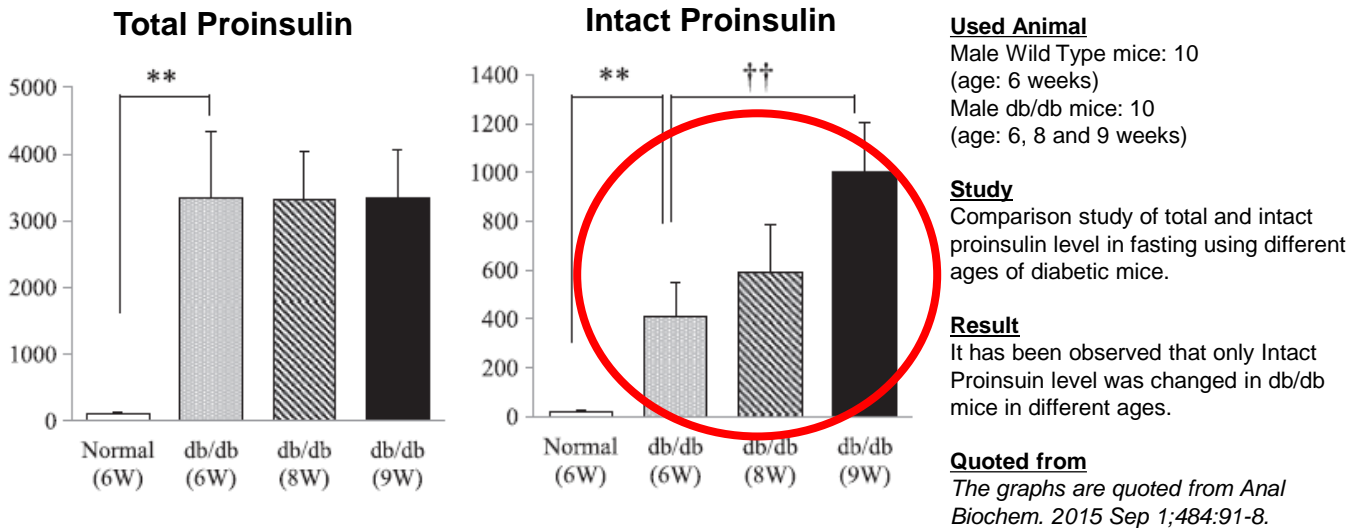 Total Proinsulin
**
5000
4000
3000
2000
1000
0
Normal
(6W)
db/db
(6W)
db/db
(8W)
db/db
(9W)
Intact Proinsulin
**
††
1400
1200
1000
800
600
400
200
0
Normal
(6W)
db/db
(6W)
db/db
(8W)
db/db
(9W)
Used Animal
Male Wild Type mice: 10
(age: 6 weeks)
Male db/db mice: 10
(age: 6, 8 and 9 weeks)
Study
Comparison study of total and intact
proinsulin level in fasting using different
ages of diabetic mice.
Result
It has been observed that only Intact
Proinsuin level was changed in db/db
mice in different ages.
Quoted from
The graphs are quoted from Anal
Biochem. 2015 Sep 1;484:91-8.